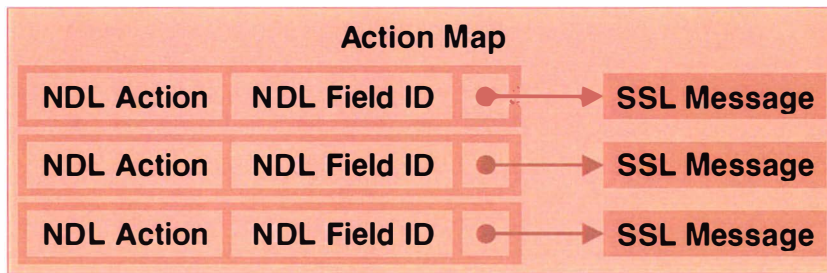 Action Map
NDL Action NDL Field ID SSL Message
NDL Action NDL Field ID SSL Message
NDL Action NDL Field ID SSL Message